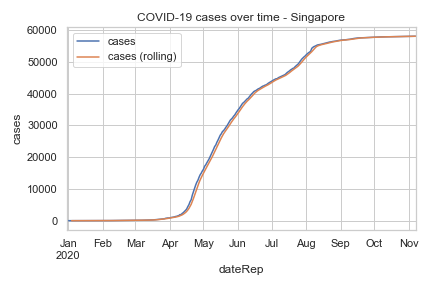 COVID-19 cases over time - Singapore
cases
cases (rolling)
60000
50000
40000
30000
20000
10000
0
cases
Jan Feb Mar Apr May Jun Jul Aug Sep Oct Nov
2020
dateRep